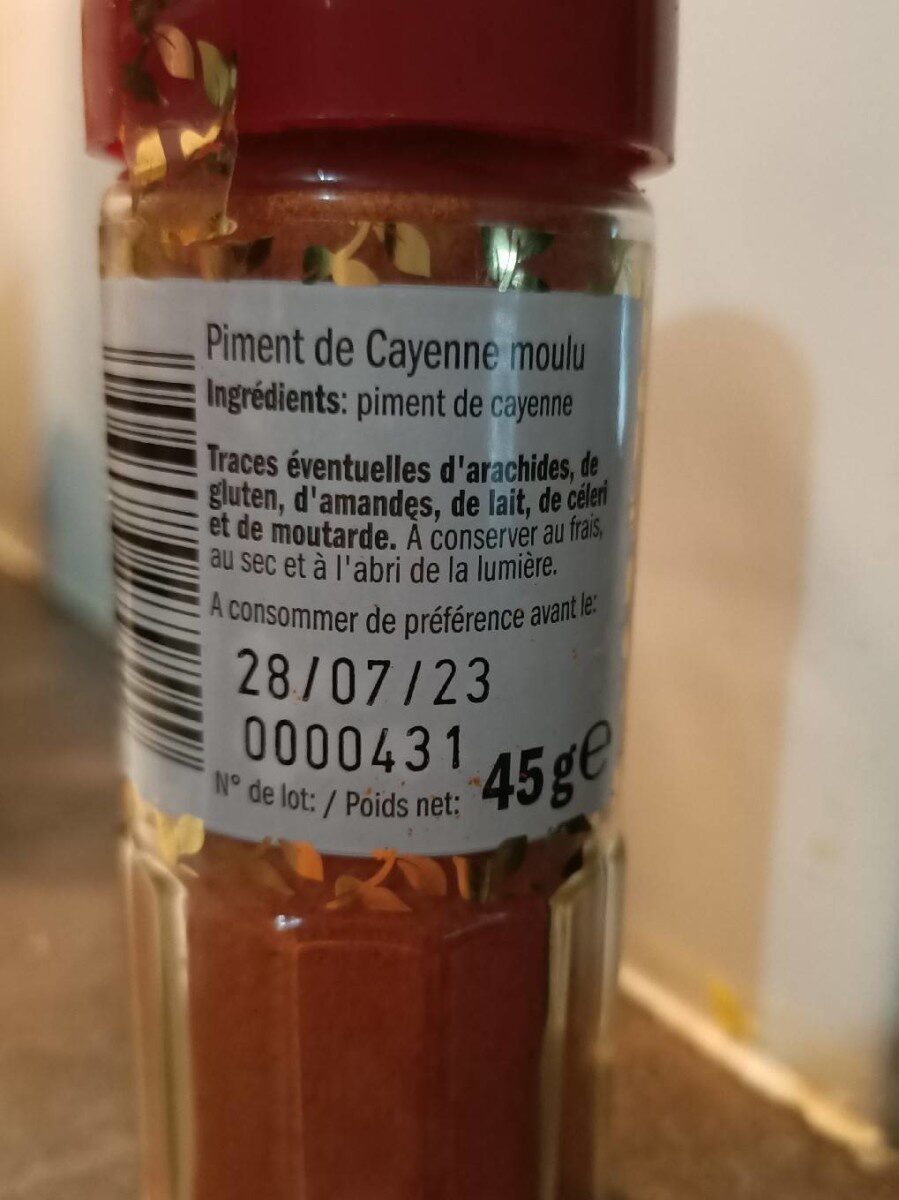 Piment de Cayenne moulu
Ingrédients: piment de cayenne
Traces éventuelles d'arachides, de
gluten, d'amandes, de lait, de céleri
et de moutarde. A conserver au frais,
au sec et à l'abri de la lumière.
A consommer de préférence avant le:
28/07/23
0000431
N° de lot: / Poids net: 45 g e